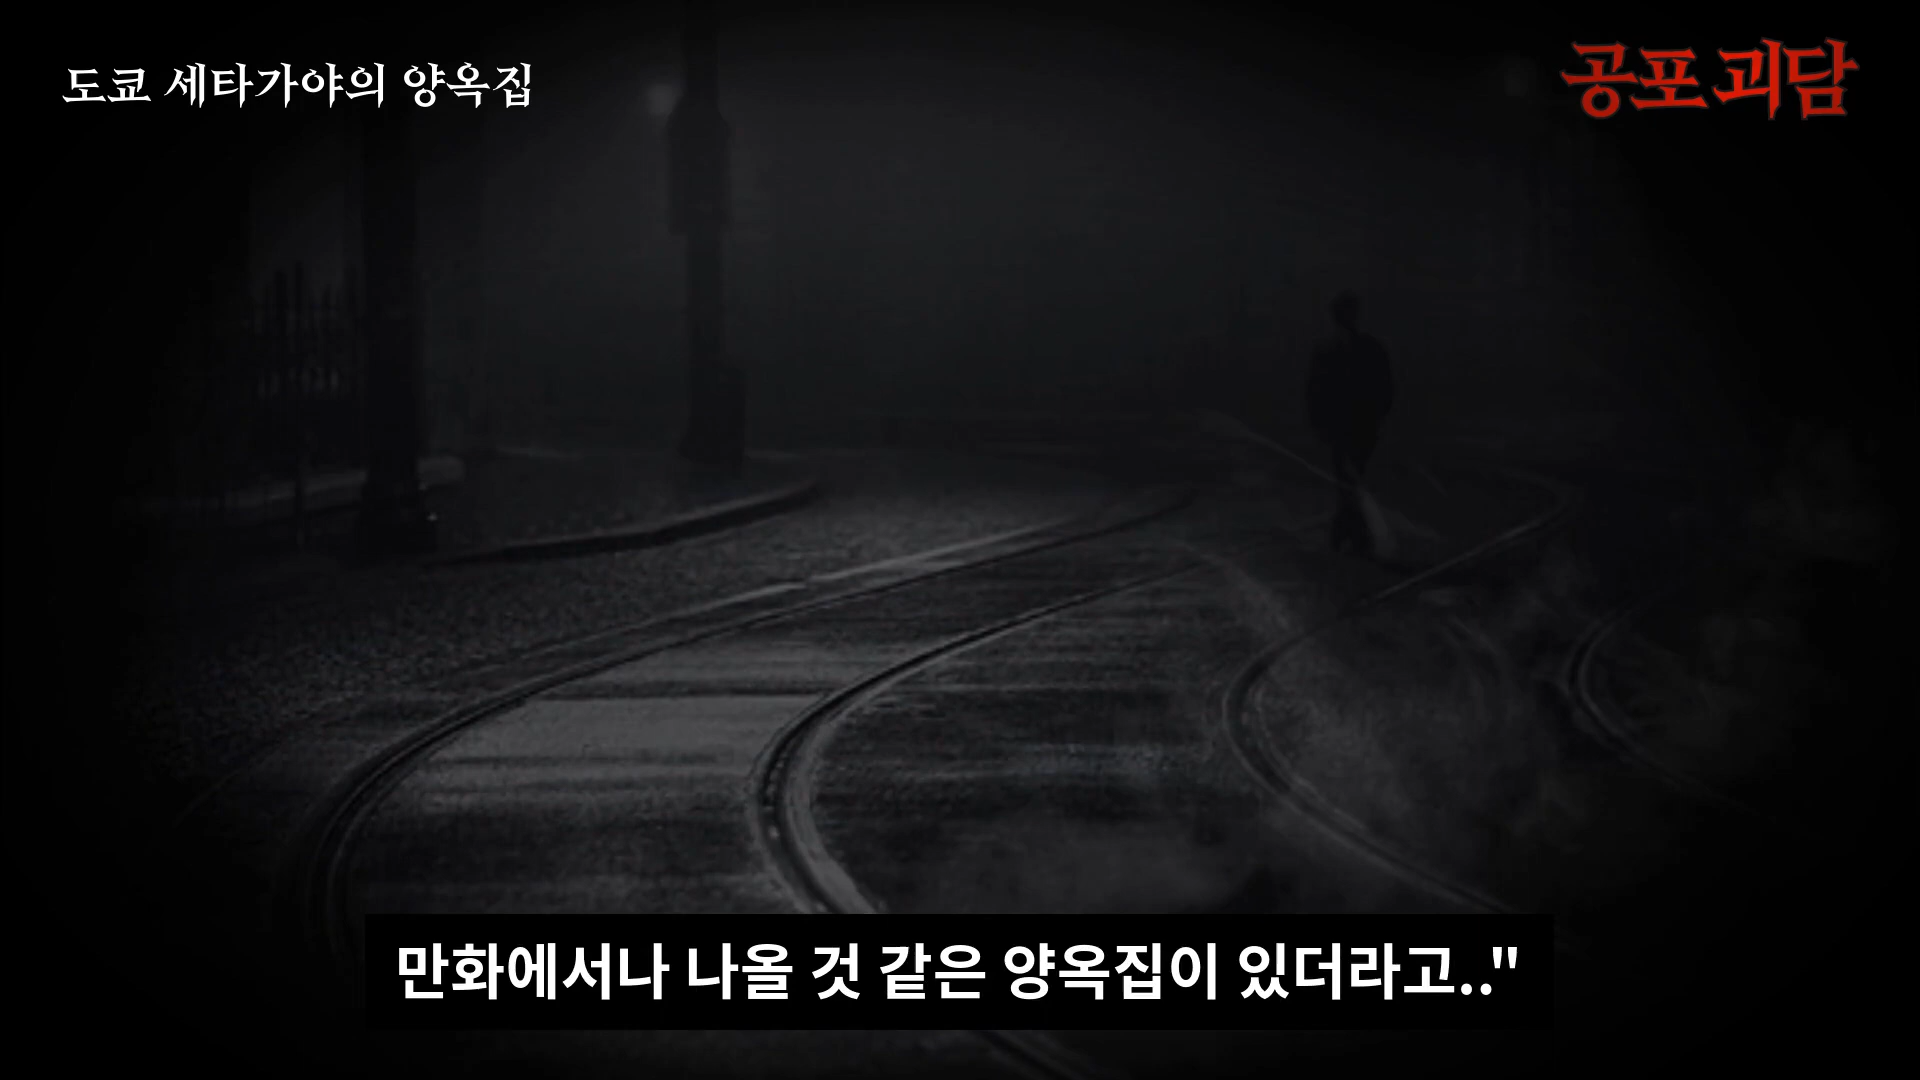 도쿄 세타가야의 양옥집
공포 괴담
만화에서나 나올 것 같은 양옥집이 있더라고.."